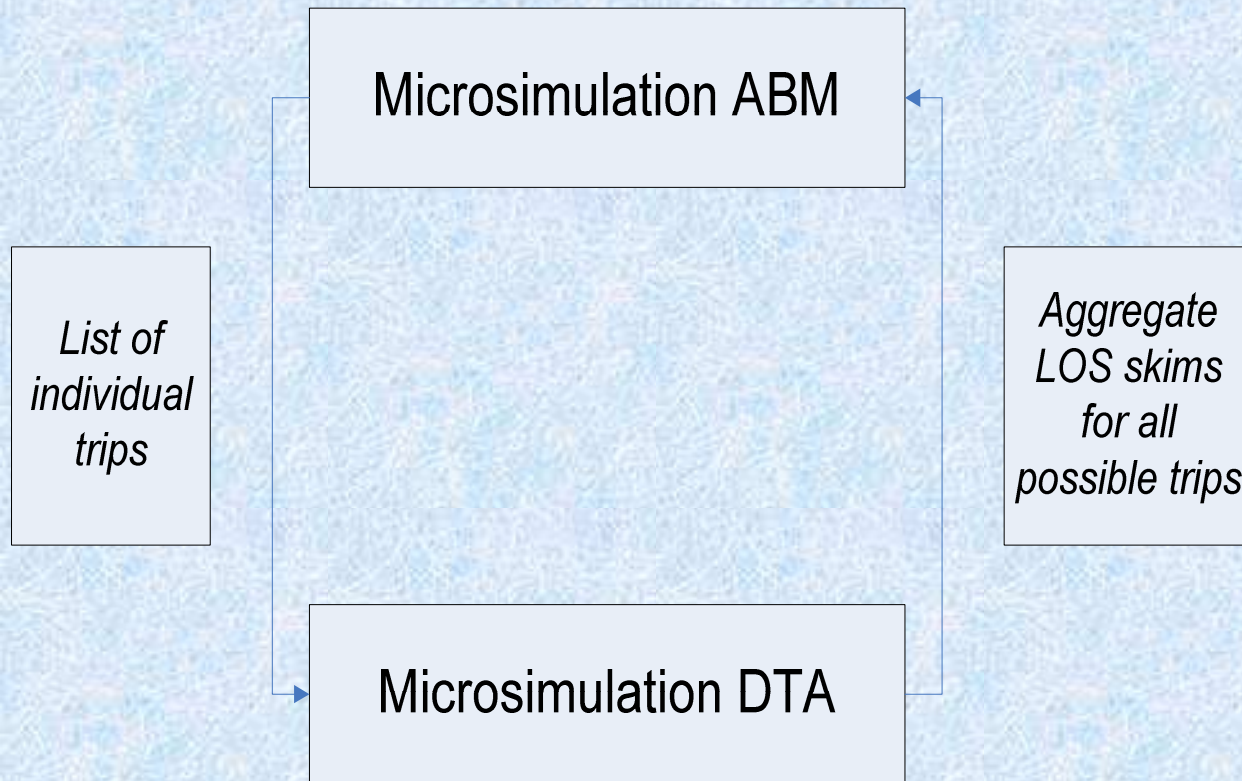 Microsimulation ABM
List of
individual
trips
Aggregate
LOS skims
for all
possible trips
Microsimulation DTA